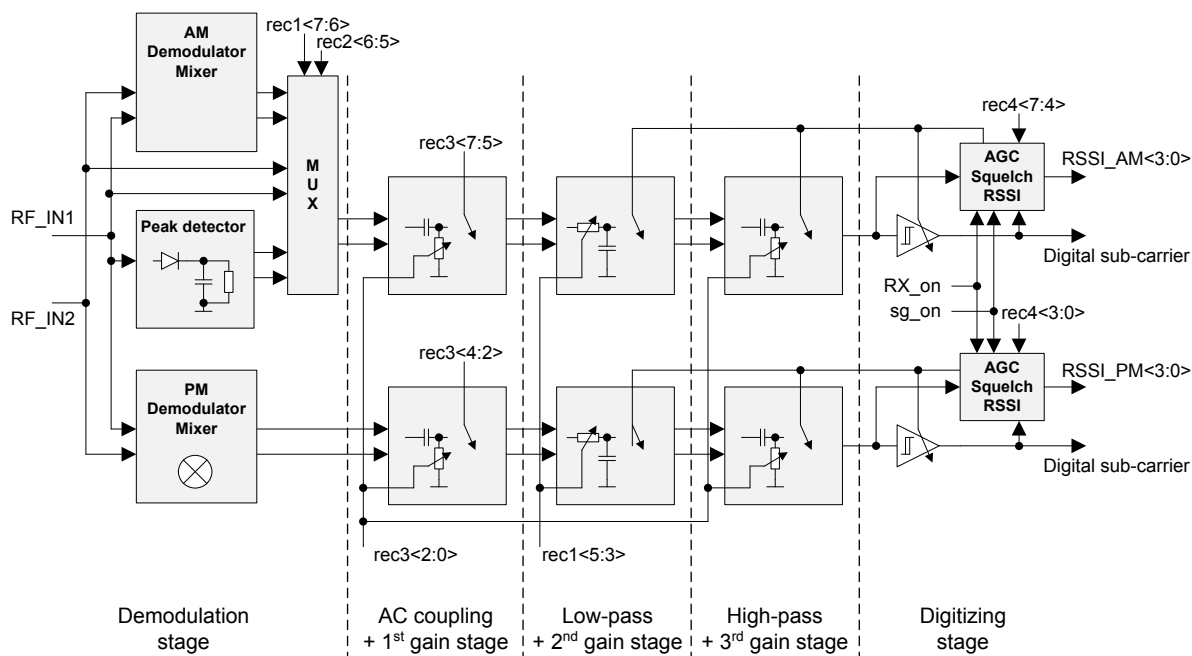 rec1<7:6>
rec2<6:5>
AM
Demodulator
Mixer
MUX
rec3<7:5>
rec4<7:4>
AGC
Squelch
RSSI
RSSI_AM<3:0>
RF_IN1
Peak detector
Digital sub-carrier
RX_on
sg_on
RF_IN2
rec3<4:2>
rec4<3:0>
AGC
Squelch
RSSI
RSSI_PM<3:0>
PM
Demodulator
Mixer
Digital sub-carrier
rec3<2:0>
rec1<5:3>
Demodulation
stage
AC coupling
+ 1st gain stage
Low-pass
+ 2nd gain stage
High-pass
+ 3rd gain stage
Digitizing
stage